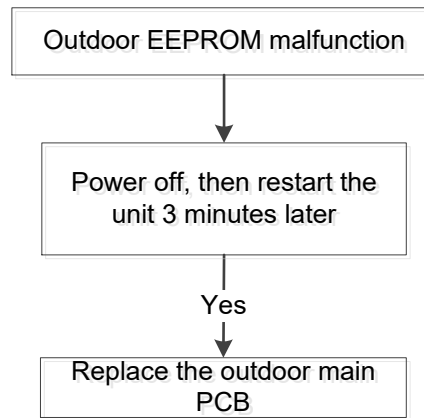 Outdoor EEPROM malfunction
Power off, then restart the
unit 3 minutes later
Yes
Replace the outdoor main
PCB